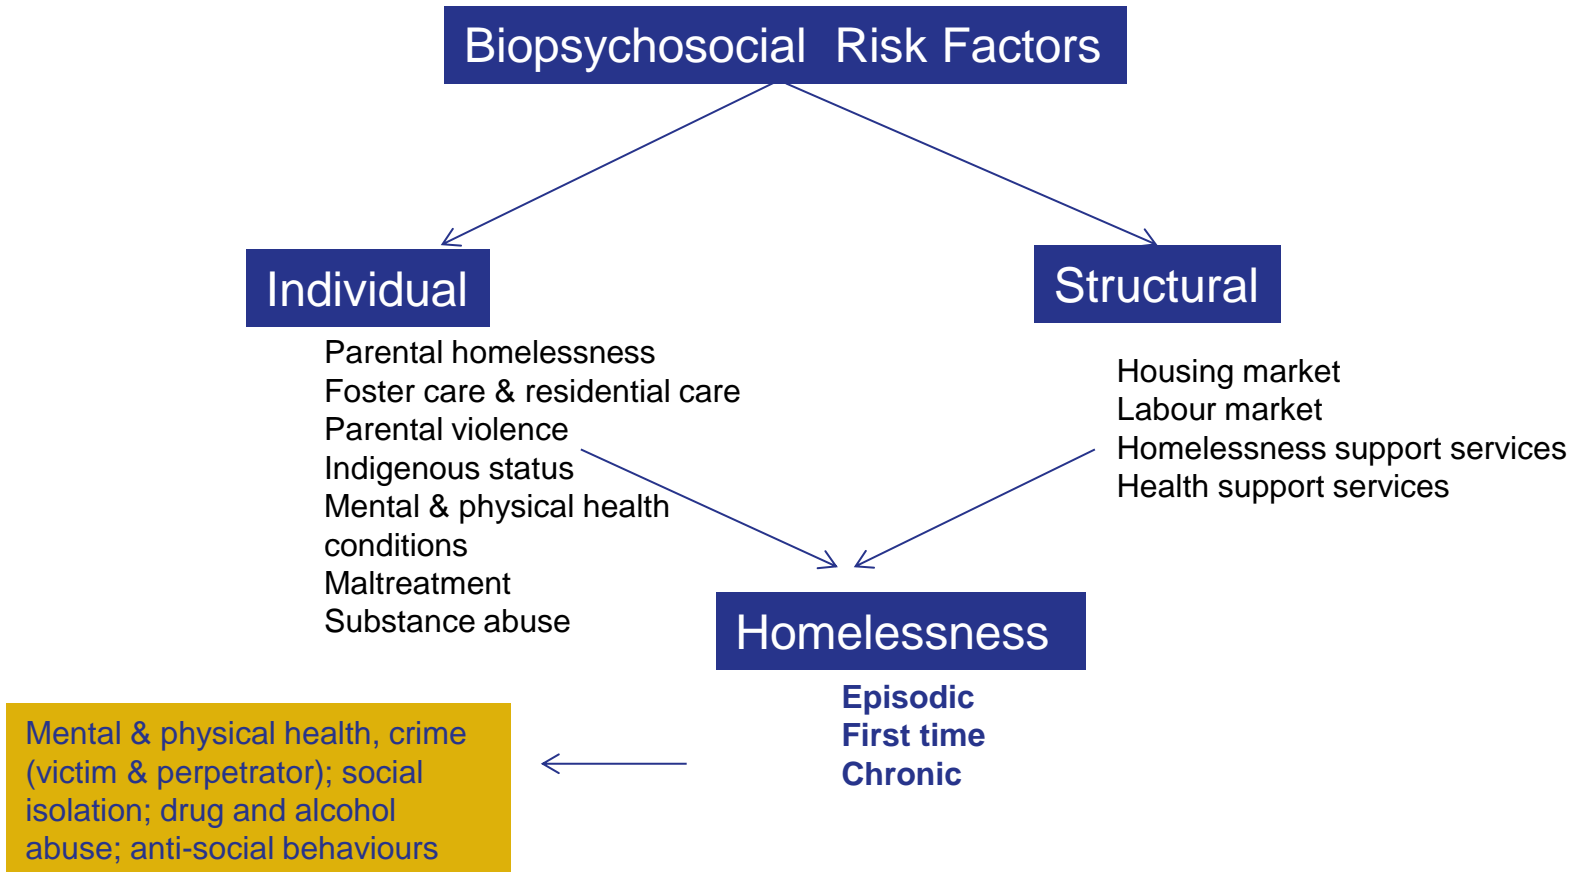 Biopsychosocial  Risk Factors
Individual
Structural
Parental homelessness
Foster care & residential care
Parental violence
Indigenous status
Mental & physical health
conditions
Maltreatment
Substance abuse
Housing market
Labour market
Homelessness support services
Health support services
Homelessness
Episodic
First time
Chronic
Mental & physical health, crime
(victim & perpetrator); social
isolation; drug and alcohol
abuse; anti-social behaviours